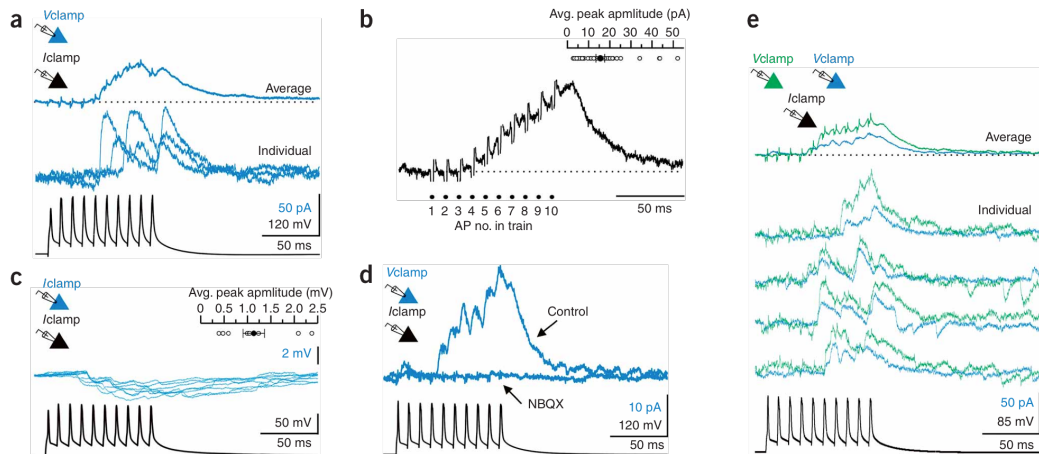 a
Vclamp
Iclamp
Average
Individual
50 pA
120 mV
50 ms
b
Avg. peak apmlitude (pA)
0 10 20 30 40 50
1 2 3 4 5 6 7 8 9 10
AP no. in train
50 ms
c
Iclamp
Iclamp
Avg. peak apmlitude (mV)
0 0.5 1.0 1.5 2.0 2.5
2 mV
50 mV
50 ms
d
Vclamp
Iclamp
Control
NBQX
10 pA
120 mV
50 ms
e
Vclamp Vclamp
Iclamp
Average
Individual
50 pA
85 mV
50 ms